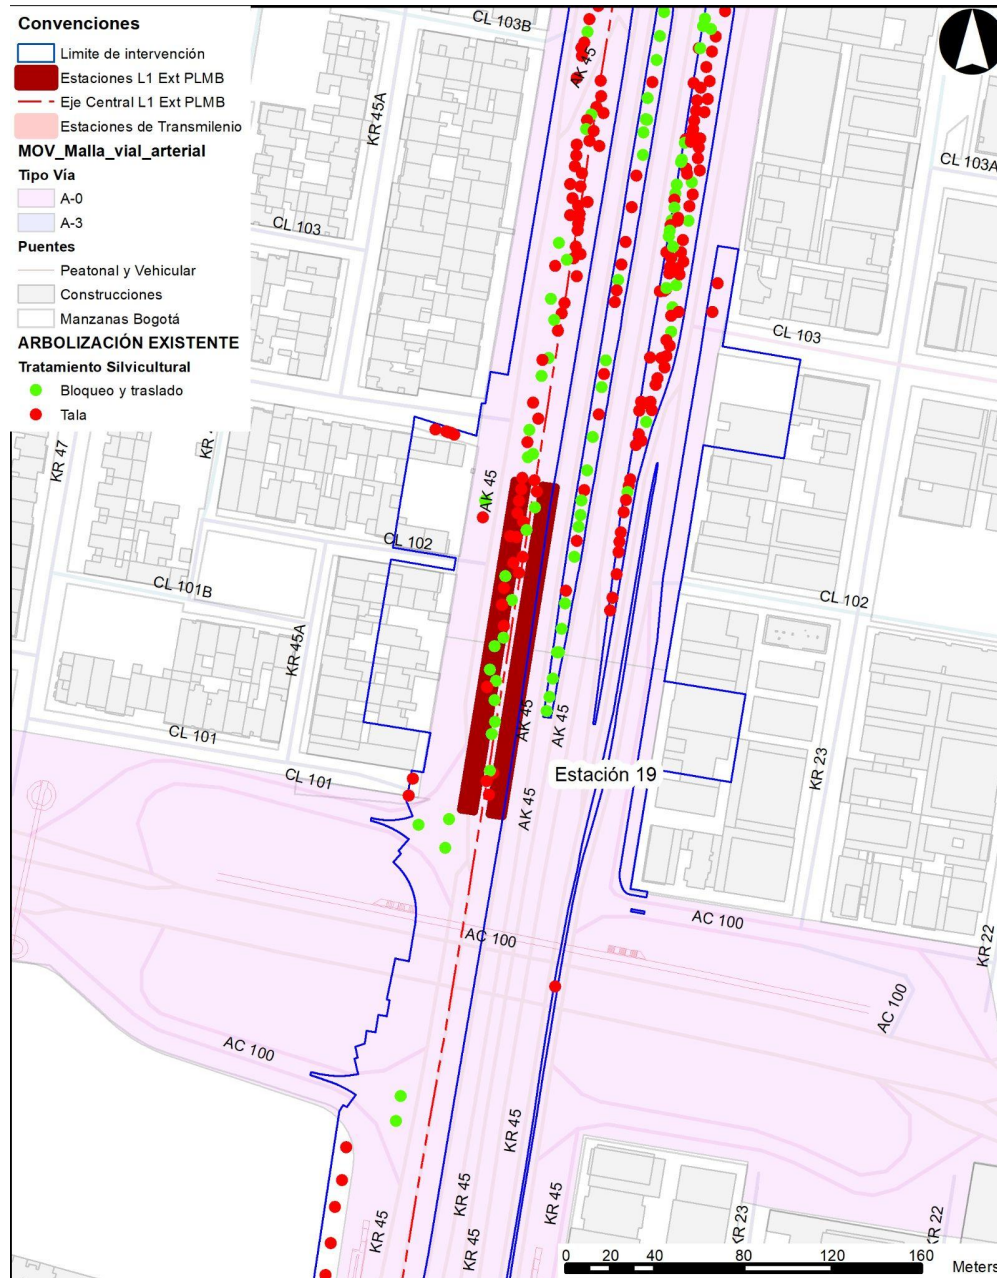 Convenciones
Limite de intervención
Estaciones L1 Ext PLMB
Eje Central L1 Ext PLMB
Estaciones de Transmilenio
MOV_Malla_vial_arterial
Tipo Vía
A-0
A-3
Puentes
Peatonal y Vehicular
Construcciones
Manzanas Bogotá
ARBOLIZACIÓN EXISTENTE
Tratamiento Silvicultural
Bloqueo y traslado
Tala
CL 103B
AK 45
KR 45A
CL 103A
CL 103
CL 103
KR 47
AK 45
CL 102
CL 101B
CL 102
KR 45A
AK 45
AK 45
CL 101
CL 101
Estación 19
KR 23
AK 45
AC 100
AC 100
KR 22
AC 100
AC 100
KR 45
KR 45
KR 45
KR 45
KR 45
KR 23
KR 22
0 20 40 80 120 160
Meters